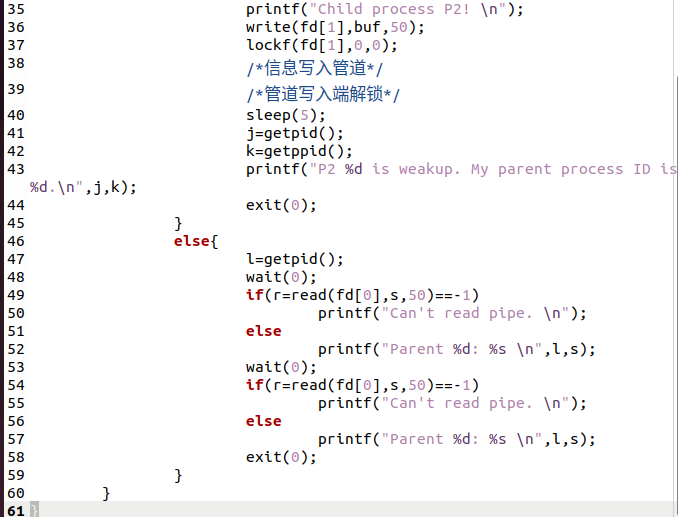 35 printf("Child process P2! \n");
36 write(fd[1],buf,50);
37 lockf(fd[1],0,0);
38 /*信息写入管道*/
39 /*管道写入端解锁*/
40 sleep(5);
41 j=getpid();
42 k=getppid();
43 printf("P2 %d is weakup. My parent process ID is
%d.\n",j,k);
44 exit(0);
45 }
46 else{
47 l=getpid();
48 wait(0);
49 if(r=read(fd[0],s,50)==-1)
50 printf("Can't read pipe. \n");
51 else
52 printf("Parent %d: %s \n",l,s);
53 wait(0);
54 if(r=read(fd[0],s,50)==-1)
55 printf("Can't read pipe. \n");
56 else
57 printf("Parent %d: %s \n",l,s);
58 exit(0);
59 }
60 }
61 }